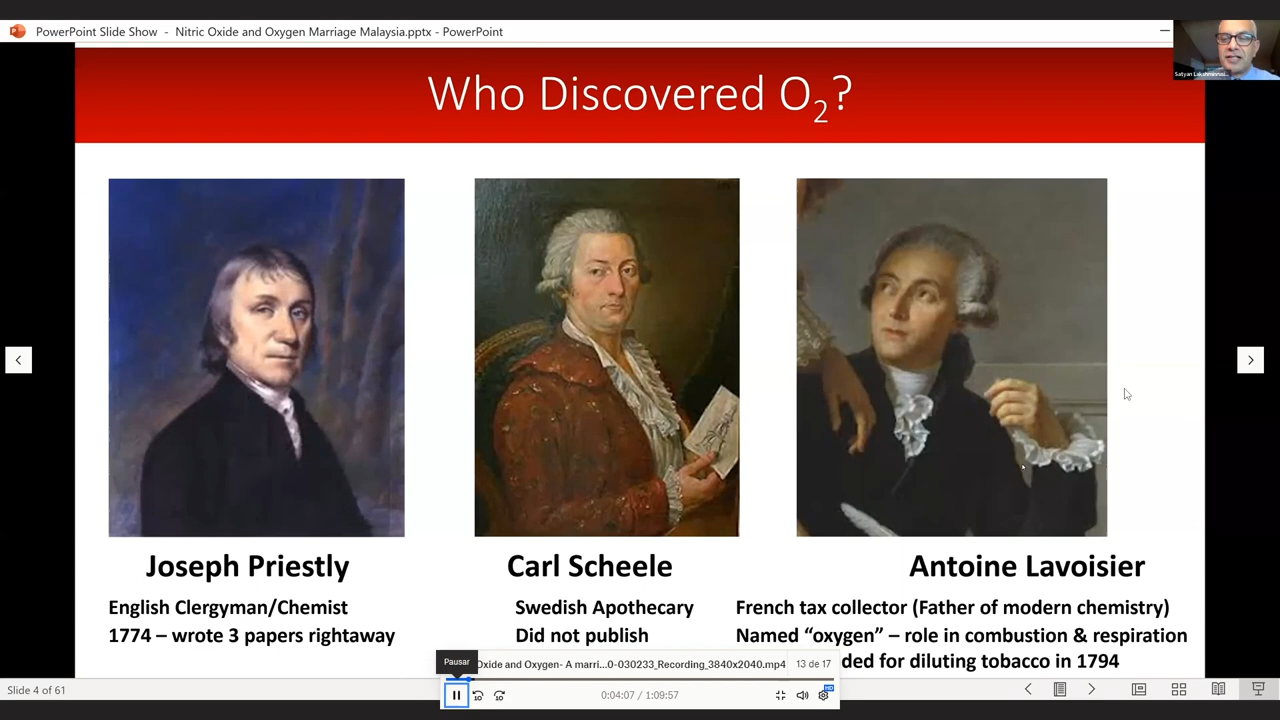 PowerPoint Slide Show - Nitric Oxide and Oxygen Marriage Malaysia.pptx - PowerPoint
Who Discovered O₂?
Joseph Priestly
English Clergyman/Chemist
1774 – wrote 3 papers rightaway
Carl Scheele
Swedish Apothecary
Did not publish
Antoine Lavoisier
French tax collector (Father of modern chemistry)
Named “oxygen” – role in combustion & respiration
ded for diluting tobacco in 1794
Pausar
Oxide and Oxygen- A marri...0-030233_Recording_3840x2040.mp4
13 de 17
10
10
0:04:07 / 1:09:57
HD
Slide 4 of 61